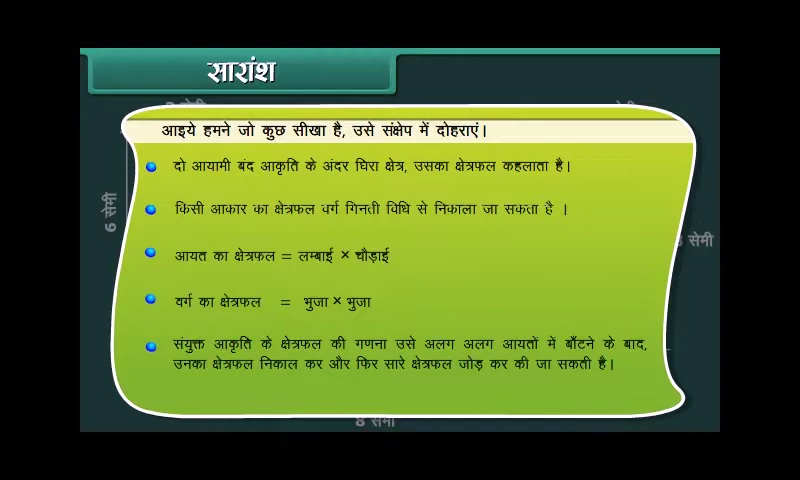 सारांश
आइये हमने जो कुछ सीखा है, उसे संक्षेप में दोहराएं।
दो आयामी बंद आकृति के अंदर घिरा क्षेत्र, उसका क्षेत्रफल कहलाता है।
6 सेमी
किसी आकार का क्षेत्रफल वर्ग गिनती विधि से निकाला जा सकता है ।
सेमी
आयत का क्षेत्रफल = लम्बाई × चौड़ाई
वर्ग का क्षेत्रफल = भुजा × भुजा
संयुक्त आकृति के क्षेत्रफल की गणना उसे अलग अलग आयतों में बाँटने के बाद,
उनका क्षेत्रफल निकाल कर और फिर सारे क्षेत्रफल जोड़ कर की जा सकती है।
8 सेमी